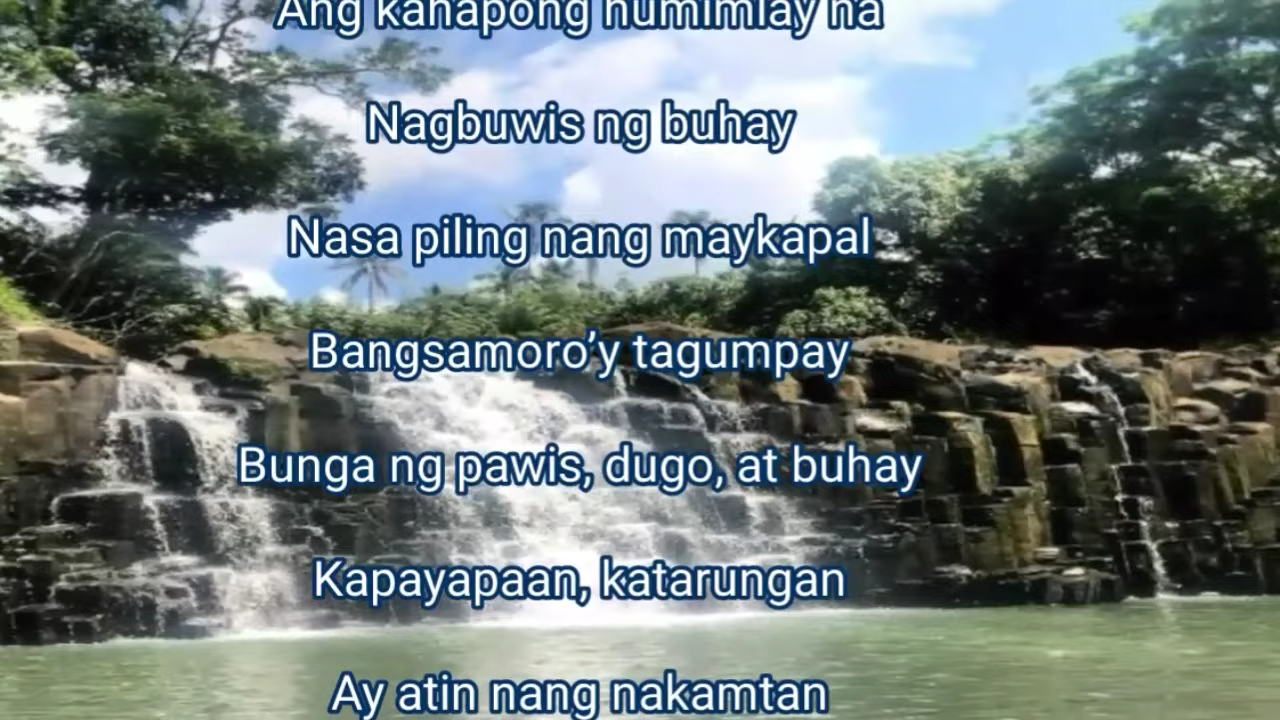 Ang kahapong humimlay na
Nagbuwis ng buhay
Nasa piling nang maykapal
Bangsamoro’y tagumpay
Bunga ng pawis, dugo, at buhay
Kapayapaan, katarungan
Ay atin nang nakamtan